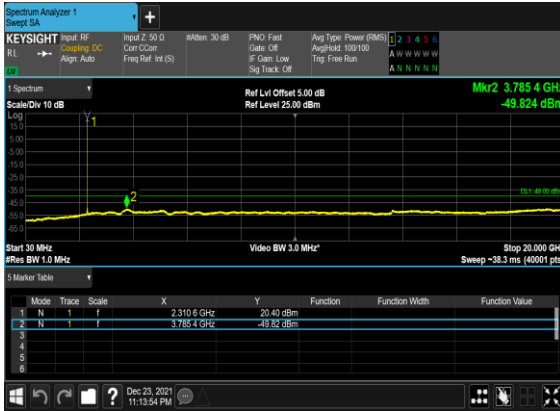 Spectrum Analyzer 1
Swept SA
+
KEYSIGHT Input: RF Input Z: 50 Ω #Atten: 30 dB PNO: Fast Avg Type: Power (RMS) 1 2 3 4 5 6
RL Coupling: DC Corr CCorr Gate: Off Avg|Hold: 100/100 A W W W W W
Align: Auto Freq Ref: Int (S) IF Gain: Low Trig: Free Run
Sig Track: Off A N N N N N
1 Spectrum Ref Lvl Offset 5.00 dB Mkr2 3.785 4 GHz
Scale/Div 10 dB Ref Level 25.00 dBm -49.824 dBm
Log
15.0
5.00
-5.00
-15.0
-25.0
-35.0
-45.0
-55.0
-65.0
1
2
DL1 -40.00 dBm
Start 30 MHz Video BW 3.0 MHz* Stop 20.000 GHz
#Res BW 1.0 MHz Sweep ~38.3 ms (40001 pts)
5 Marker Table
Mode Trace Scale X Y Function Function Width Function Value
1 N 1 f 2.310 6 GHz 20.40 dBm
2 N 1 f 3.785 4 GHz -49.82 dBm
3
4
5
6
? Dec 23, 2021
11:13:54 PM